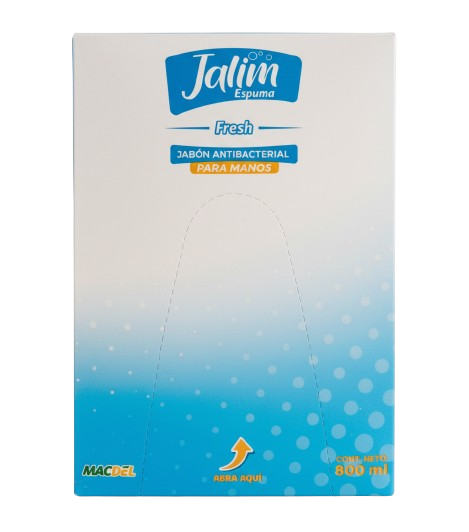 Jalim
Espuma
Fresh
JABÓN ANTIBACTERIAL
PARA MANOS
CONT. NETO
800 ml
MACDEL
ABRA AQUÍ